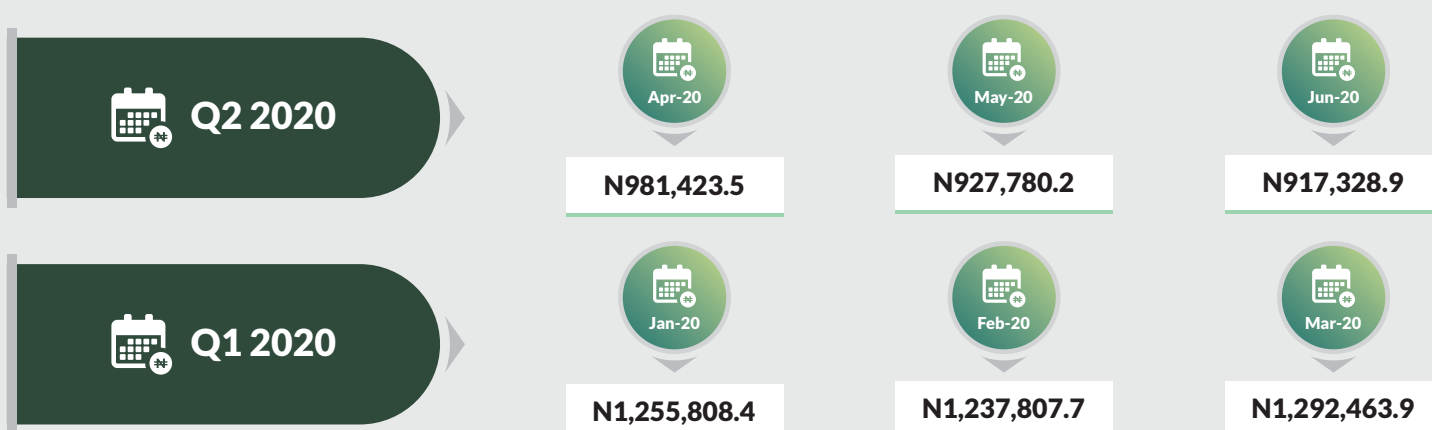 Q2 2020
Apr-20
May-20
Jun-20
N981,423.5
N927,780.2
N917,328.9
Q1 2020
Jan-20
Feb-20
Mar-20
N1,255,808.4
N1,237,807.7
N1,292,463.9